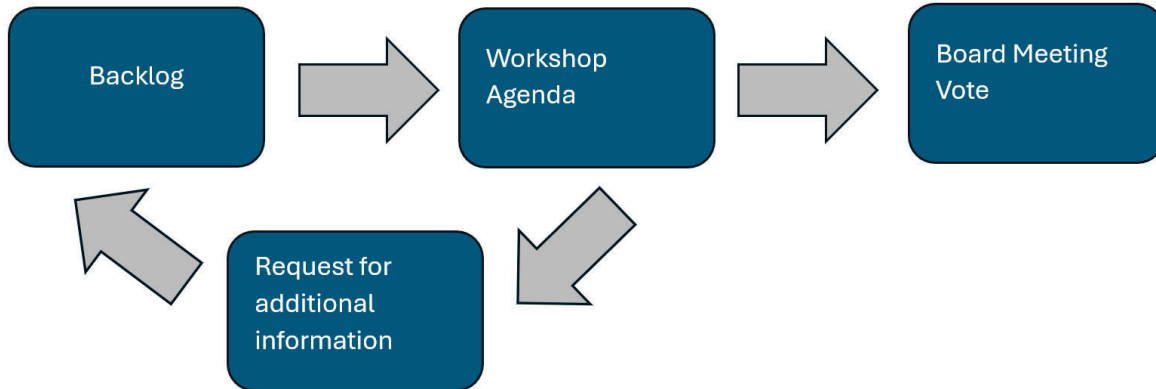 Backlog
Workshop
Agenda
Board Meeting
Vote
Request for
additional
information